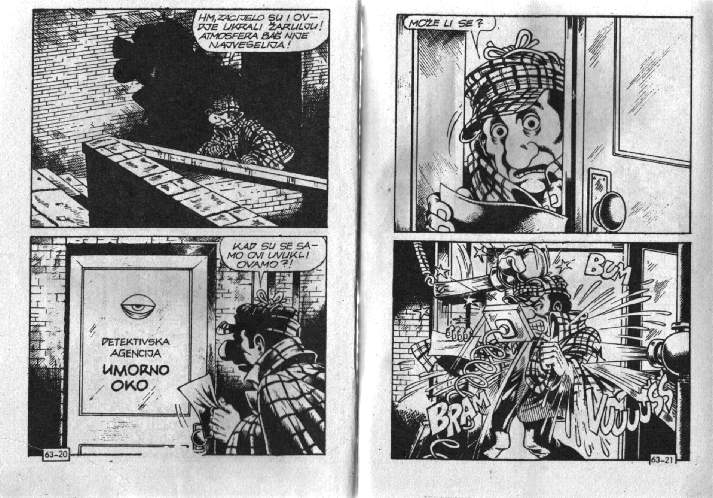 HM, ZACIJELO SU I OV-
DJE UKRALI ŽARULJU!
ATMOSFERA BAŠ NIJE
NAJVESELIJA!
KAD SU SE SA-
MO OVI UVUKLI
OVAMO?!
DETEKTIVSKA
AGENCIJA
UMORNO
OKO
63-20
MOŽE LI SE?
BUM
BRAM
VUUUSS
63-21